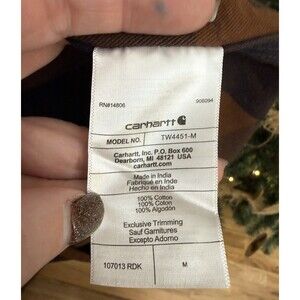 RN#14806 906094
carhartt
MODEL NO. TW4451-M
Carhartt, Inc. P.O. Box 600
Dearborn, MI 48121 USA
carhartt.com
Made in India
Fabriqué en Inde
Hecho en India
100% Cotton
100% Coton
100% Algodón
Exclusive Trimming
Sauf Garnitures
Excepto Adorno
107013 RDK M